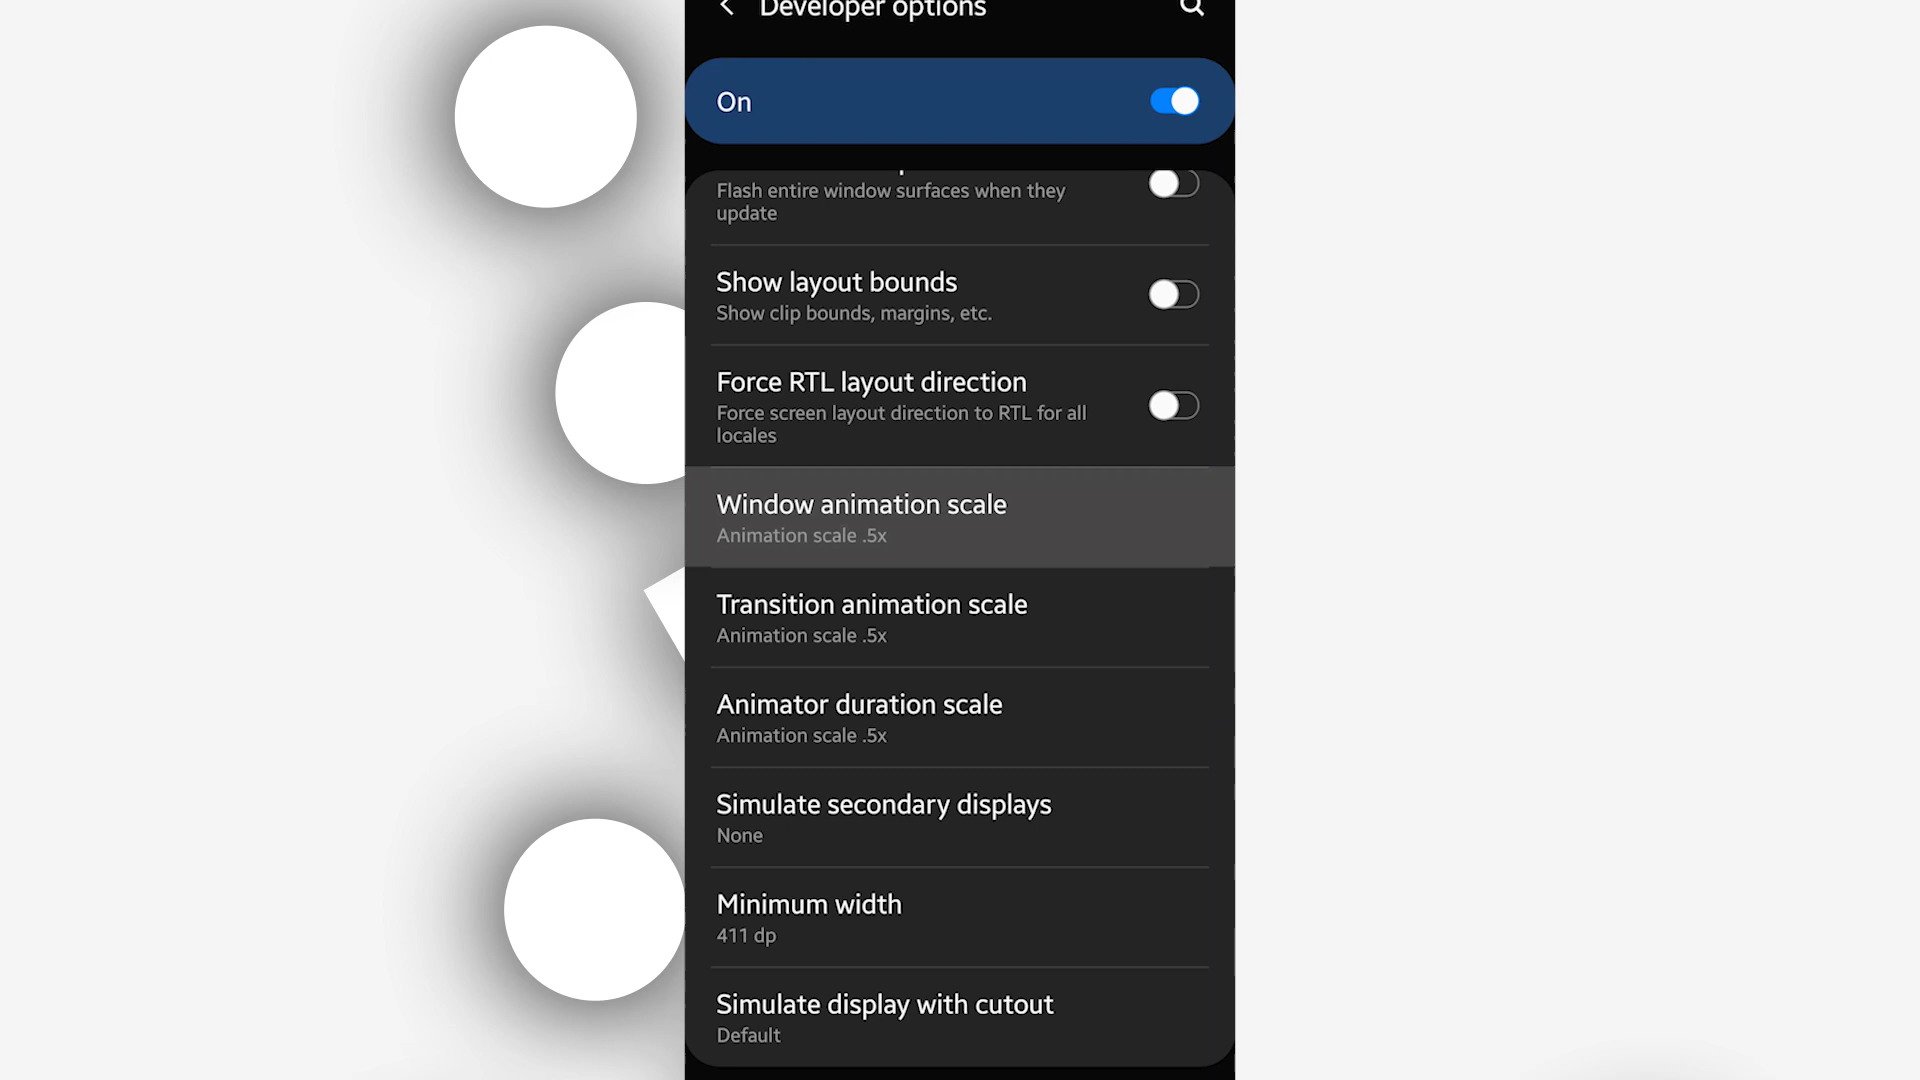 Developer options
On
Flash entire window surfaces when they
update
Show layout bounds
Show clip bounds, margins, etc.
Force RTL layout direction
Force screen layout direction to RTL for all
locales
Window animation scale
Animation scale .5x
Transition animation scale
Animation scale .5x
Animator duration scale
Animation scale .5x
Simulate secondary displays
None
Minimum width
411 dp
Simulate display with cutout
Default